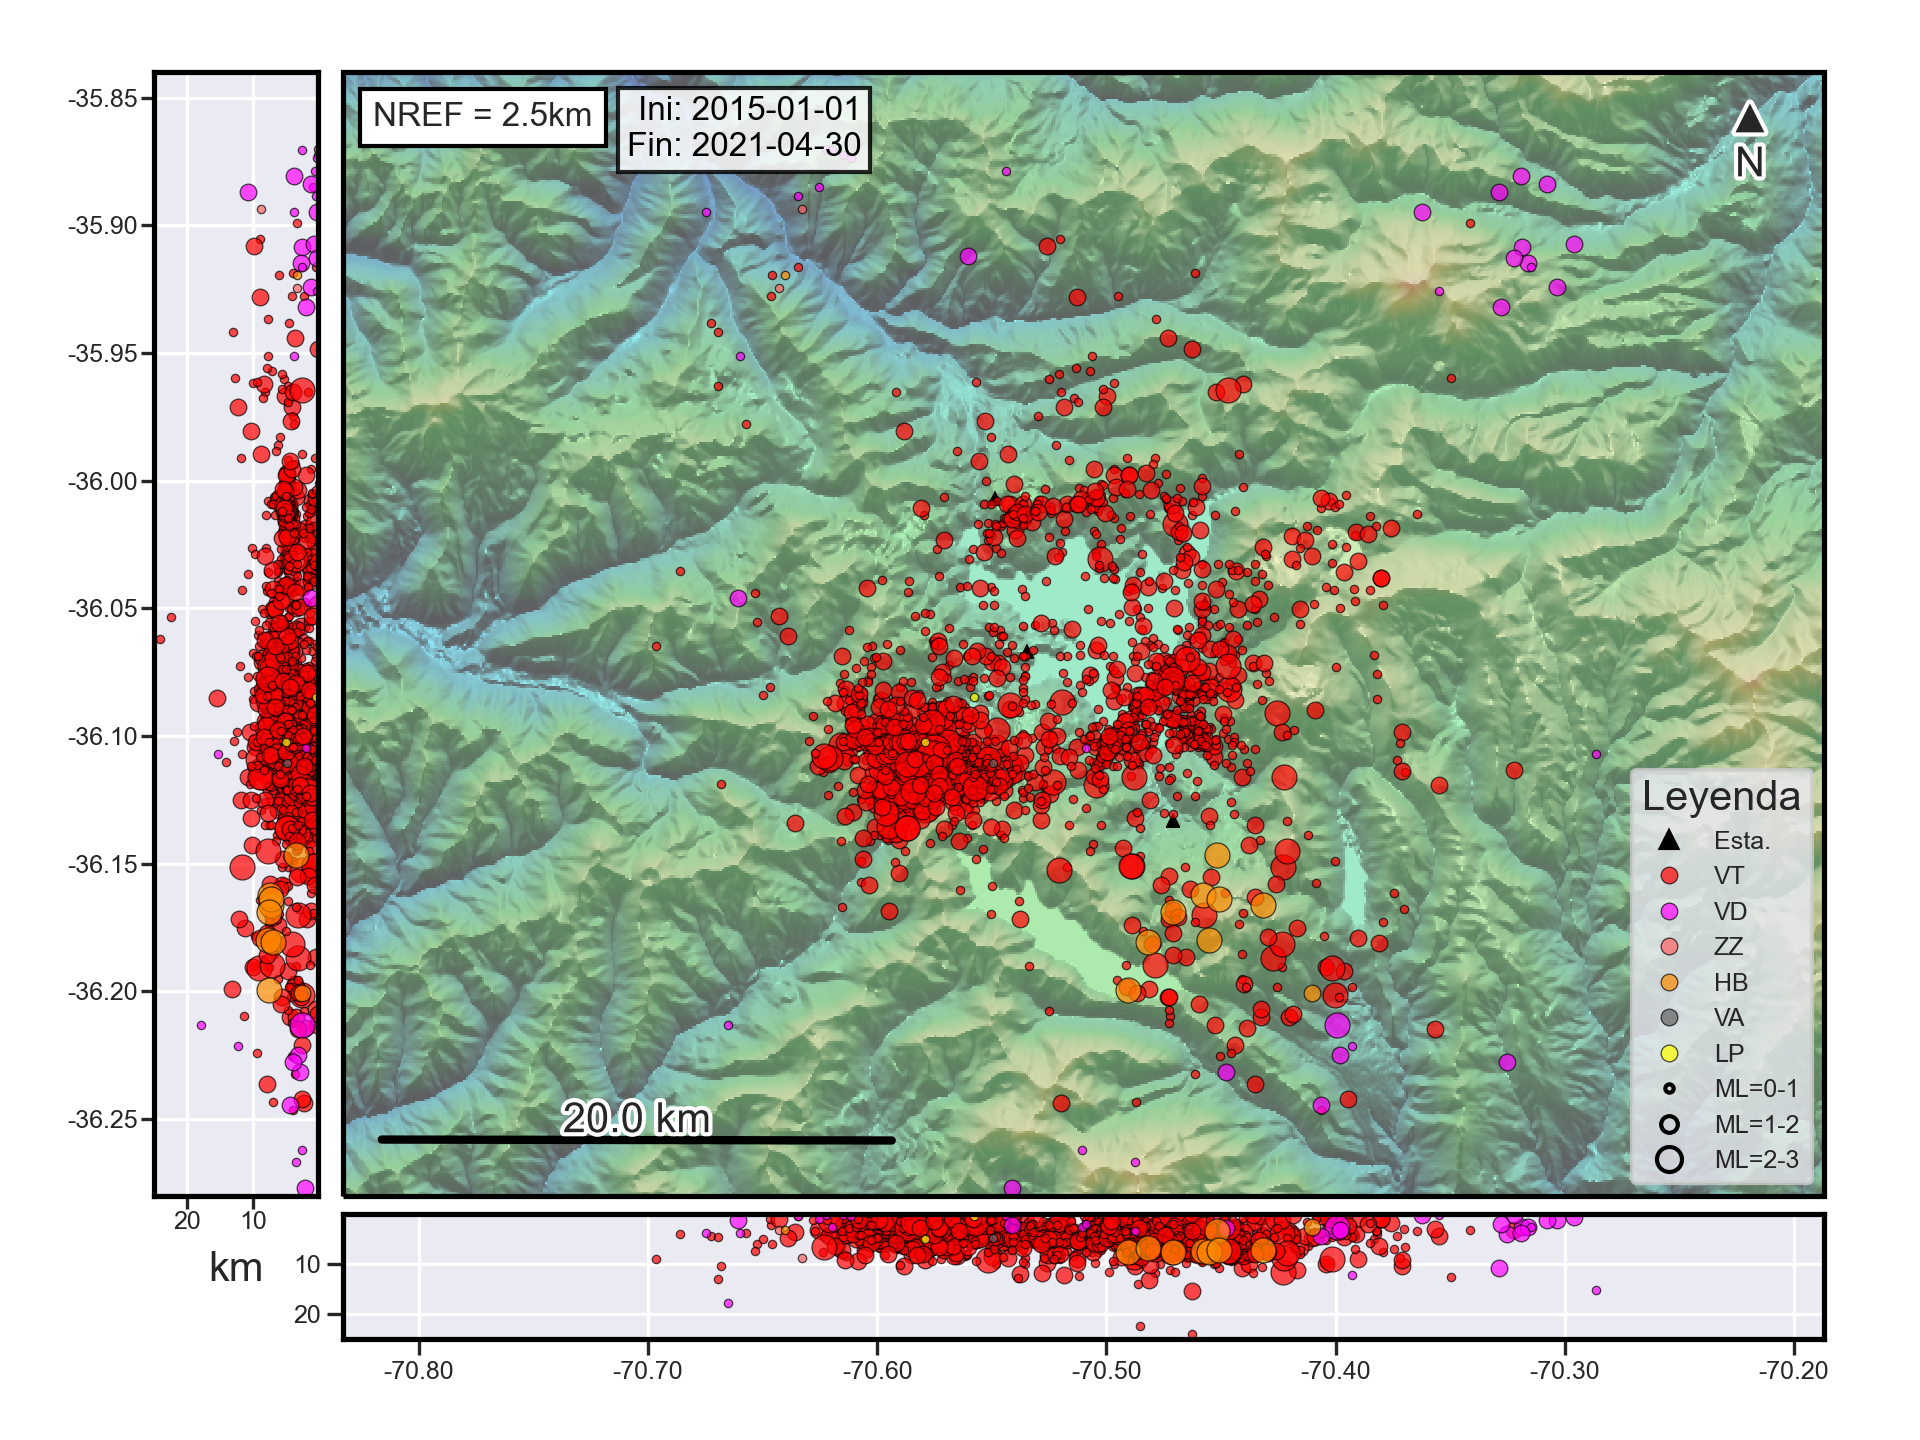 NREF = 2.5km
Ini: 2015-01-01
Fin: 2021-04-30
N
-35.85
-35.90
-35.95
-36.00
-36.05
-36.10
-36.15
-36.20
-36.25
20 10
km
20.0 km
Leyenda
Esta.
VT
VD
ZZ
HB
VA
LP
ML=0-1
ML=1-2
ML=2-3
10
20
-70.80 -70.70 -70.60 -70.50 -70.40 -70.30 -70.20